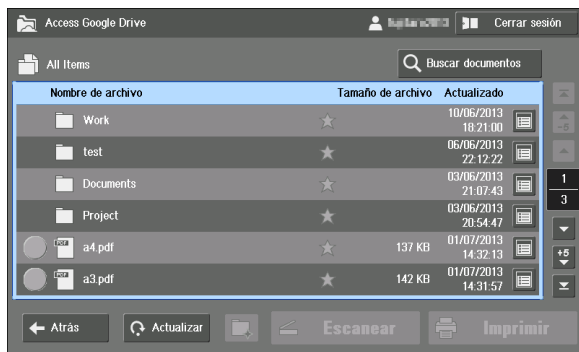 Access Google Drive
Cerrar sesión
All Items
Buscar documentos
Nombre de archivo Tamaño de archivo Actualizado
Work 10/06/2013
18:21:00
test 06/06/2013
22:12:22
Documents 03/06/2013
21:07:43
Project 03/06/2013
20:54:47
PDF a4.pdf 137 KB 01/07/2013
14:32:13
PDF a3.pdf 142 KB 01/07/2013
14:31:57
-5
1
3
+5
Atrás Actualizar Escanear Imprimir